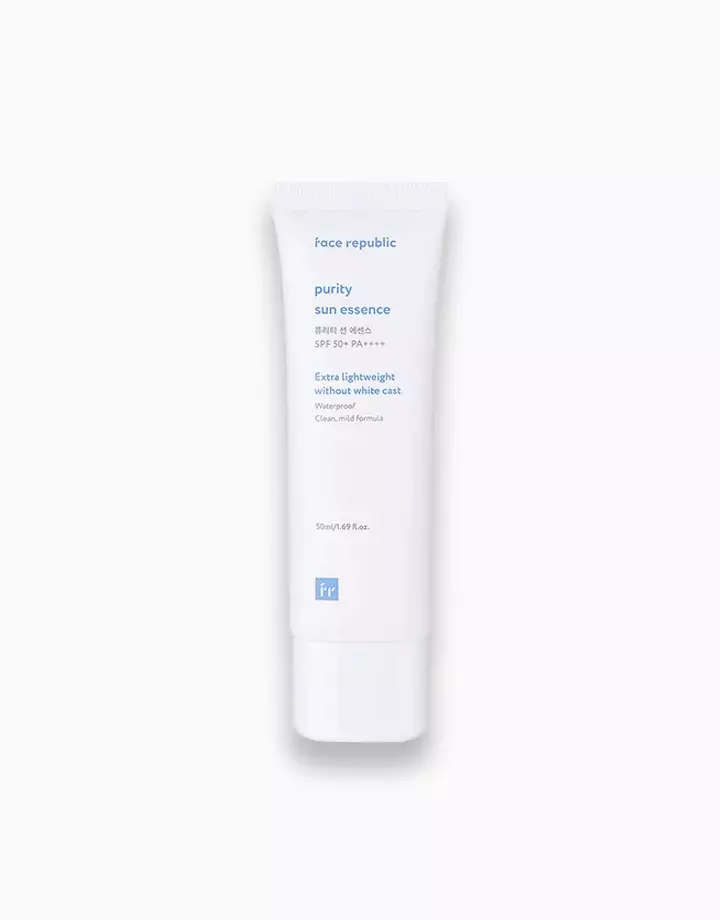 face republic
purity
sun essence
퓨리티 선 에센스
SPF 50+ PA++++
Extra lightweight
without white cast
Waterproof
Clean, mild formula
50ml/1.69 fl.oz.
fr